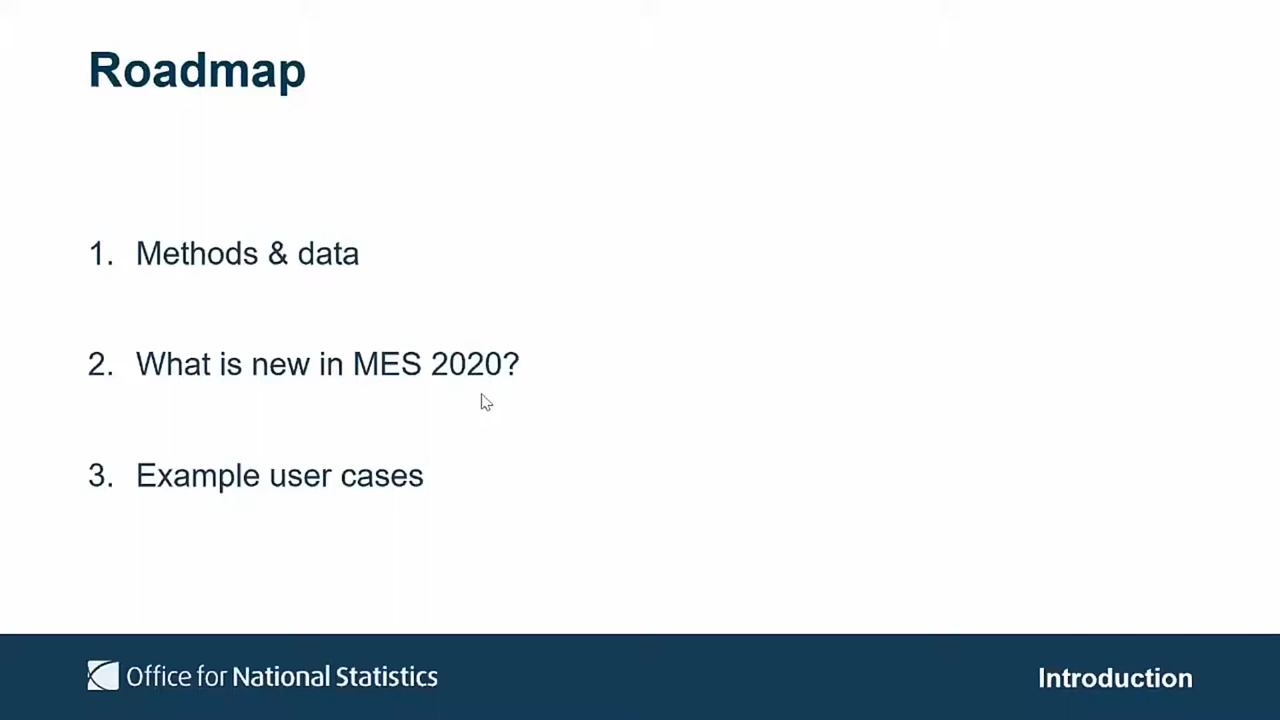 Roadmap
1. Methods & data
2. What is new in MES 2020?
3. Example user cases
Office for National Statistics
Introduction